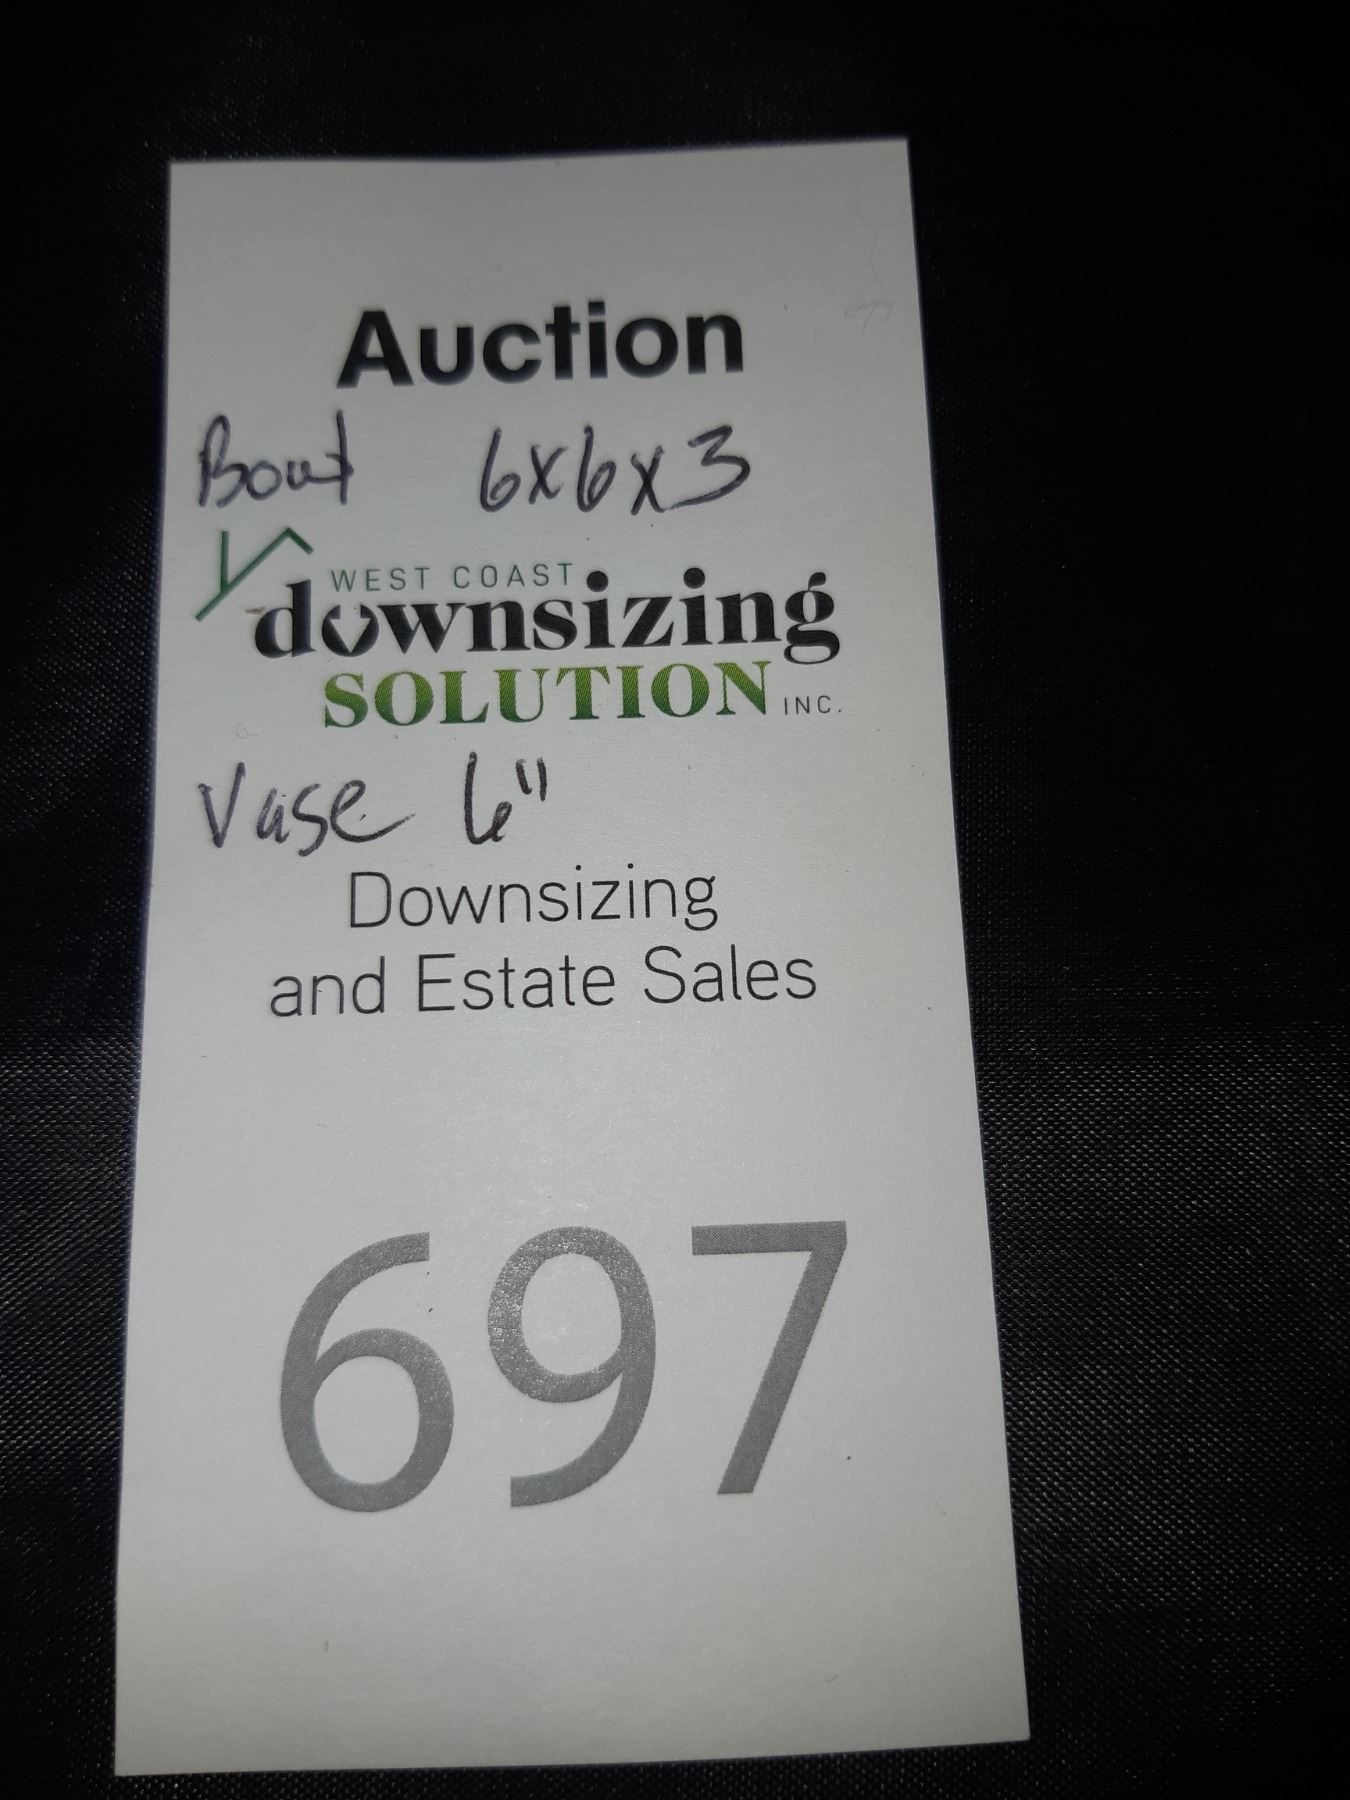 Auction
Bowl 6x6x3
WEST COAST
downsizing
SOLUTION INC.
Vase 6"
Downsizing
and Estate Sales
697